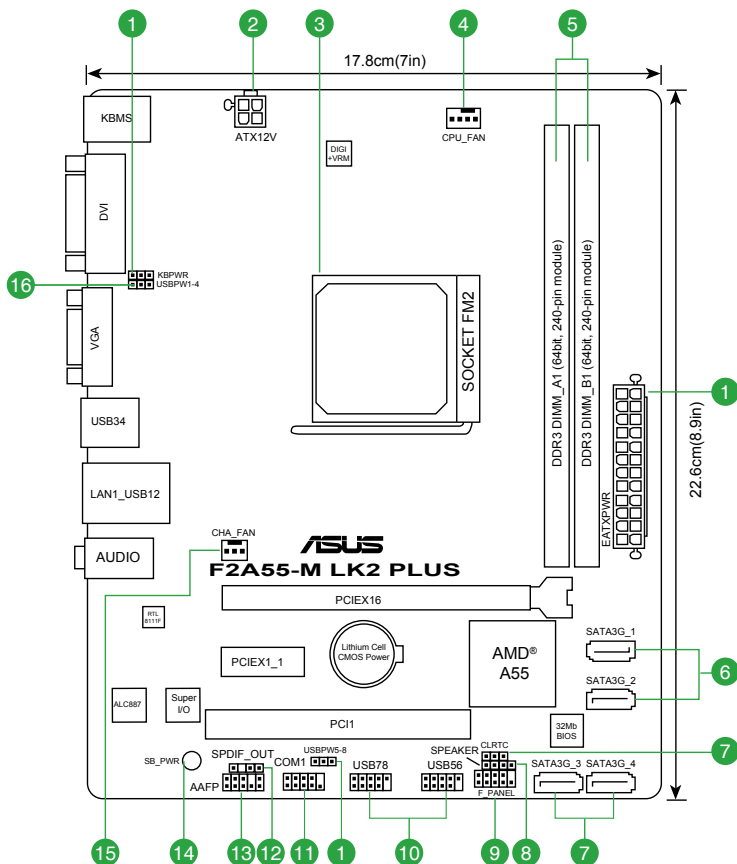 1
2
3
4
5
17.8cm(7in)
KBMS
ATX12V
CPU_FAN
DIGI
+VRM
DVI
KBPWR
USBPW1-4
16
VGA
SOCKET FM2
DDR3 DIMM_A1 (64bit, 240-pin module)
DDR3 DIMM_B1 (64bit, 240-pin module)
1
22.6cm(8.9in)
EATXPWR
USB34
LAN1_USB12
AUDIO
CHA_FAN
ASUS
F2A55-M LK2 PLUS
PCIEX16
RTL
8111F
PCIEX1_1
Lithium Cell
CMOS Power
AMD®
A55
SATA3G_1
6
SATA3G_2
ALC887
Super
I/O
PCI1
32Mb
BIOS
SB_PWR
SPDIF_OUT
USBPW5-8
SPEAKER
CLRTC
7
AAFP
COM1
USB78
USB56
SATA3G_3
SATA3G_4
F_PANEL
15
14
13
12
11
1
10
9
8
7